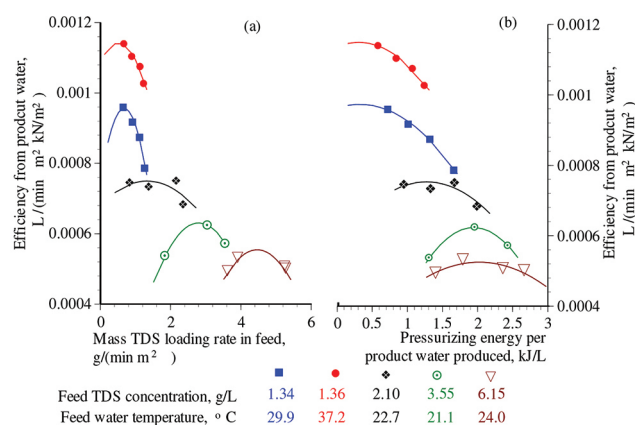 0.0012
0.001
0.0008
0.0006
0.0004
Efficiency from prodcut water,
L /(min m² kN/m²)
(a)
0 2 4 6
Mass TDS loading rate in feed,
g/(min m² )
(b)
0.0012
0.001
0.0008
0.0006
0.0004
Efficiency from prodcut water,
L /(min m² kN/m²)
0 0.5 1 1.5 2 2.5 3
Pressurizing energy per
product water produced, kJ/L
Feed TDS concentration, g/L 1.34 1.36 2.10 3.55 6.15
Feed water temperature, ° C 29.9 37.2 22.7 21.1 24.0